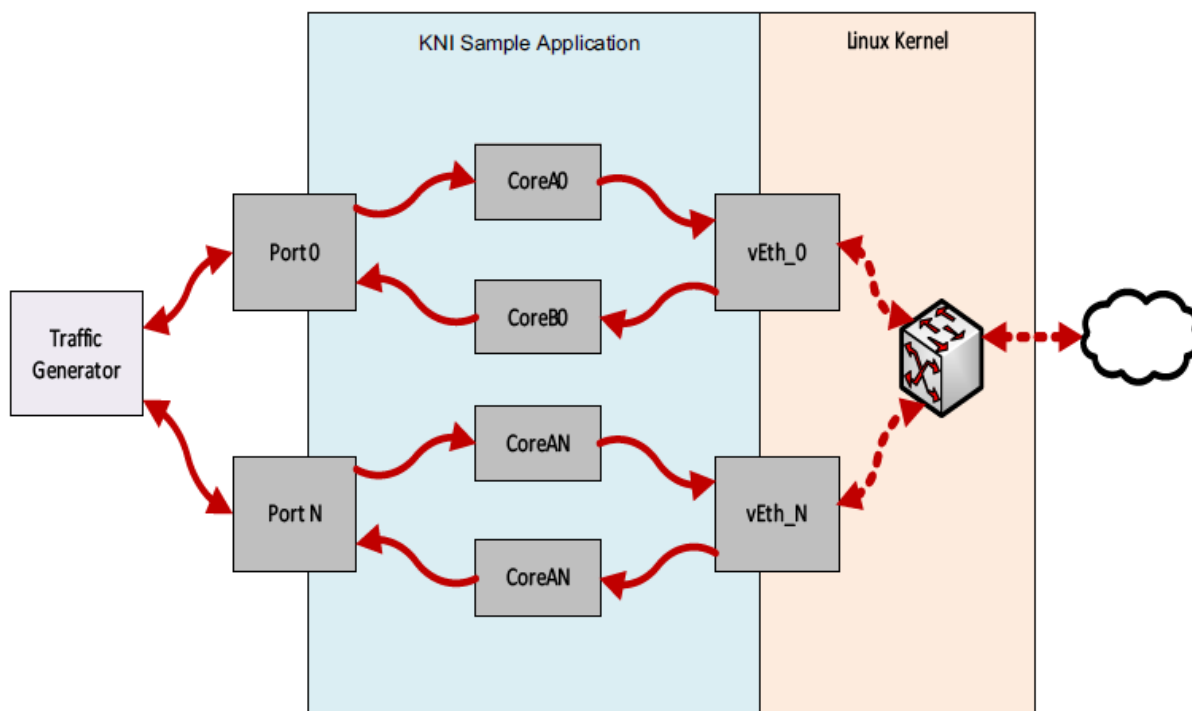 KNI Sample Application
Linux Kernel
CoreA0
Port 0
vEth_0
CoreB0
Traffic
Generator
CoreAN
Port N
vEth_N
CoreAN